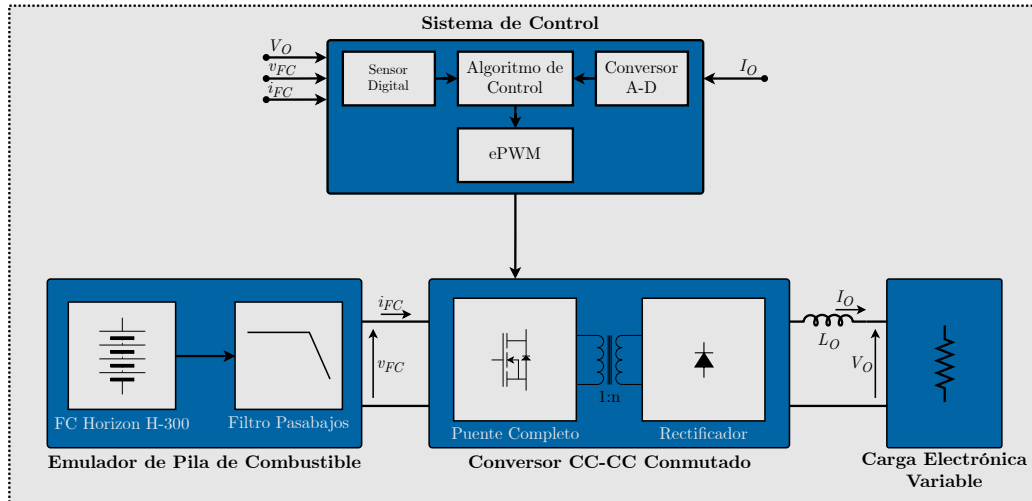 Sistema de Control
V_O
v_FC
i_FC
Sensor
Digital
Algoritmo de
Control
Conversor
A-D
I_O
ePWM
i_FC
v_FC
I_O
L_O
V_O
1:n
FC Horizon H-300
Filtro Pasabajos
Puente Completo
Rectificador
Emulador de Pila de Combustible
Conversor CC-CC Conmutado
Carga Electrónica
Variable